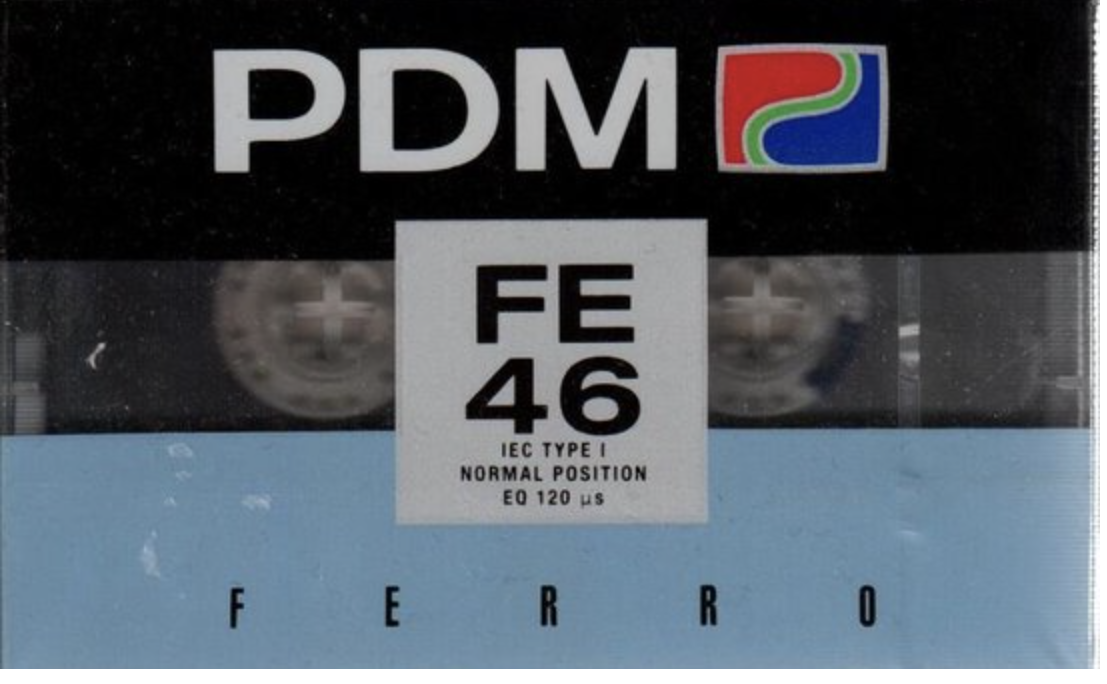 PDM
FE
46
IEC TYPE I
NORMAL POSITION
EQ 120 µs
FERRO